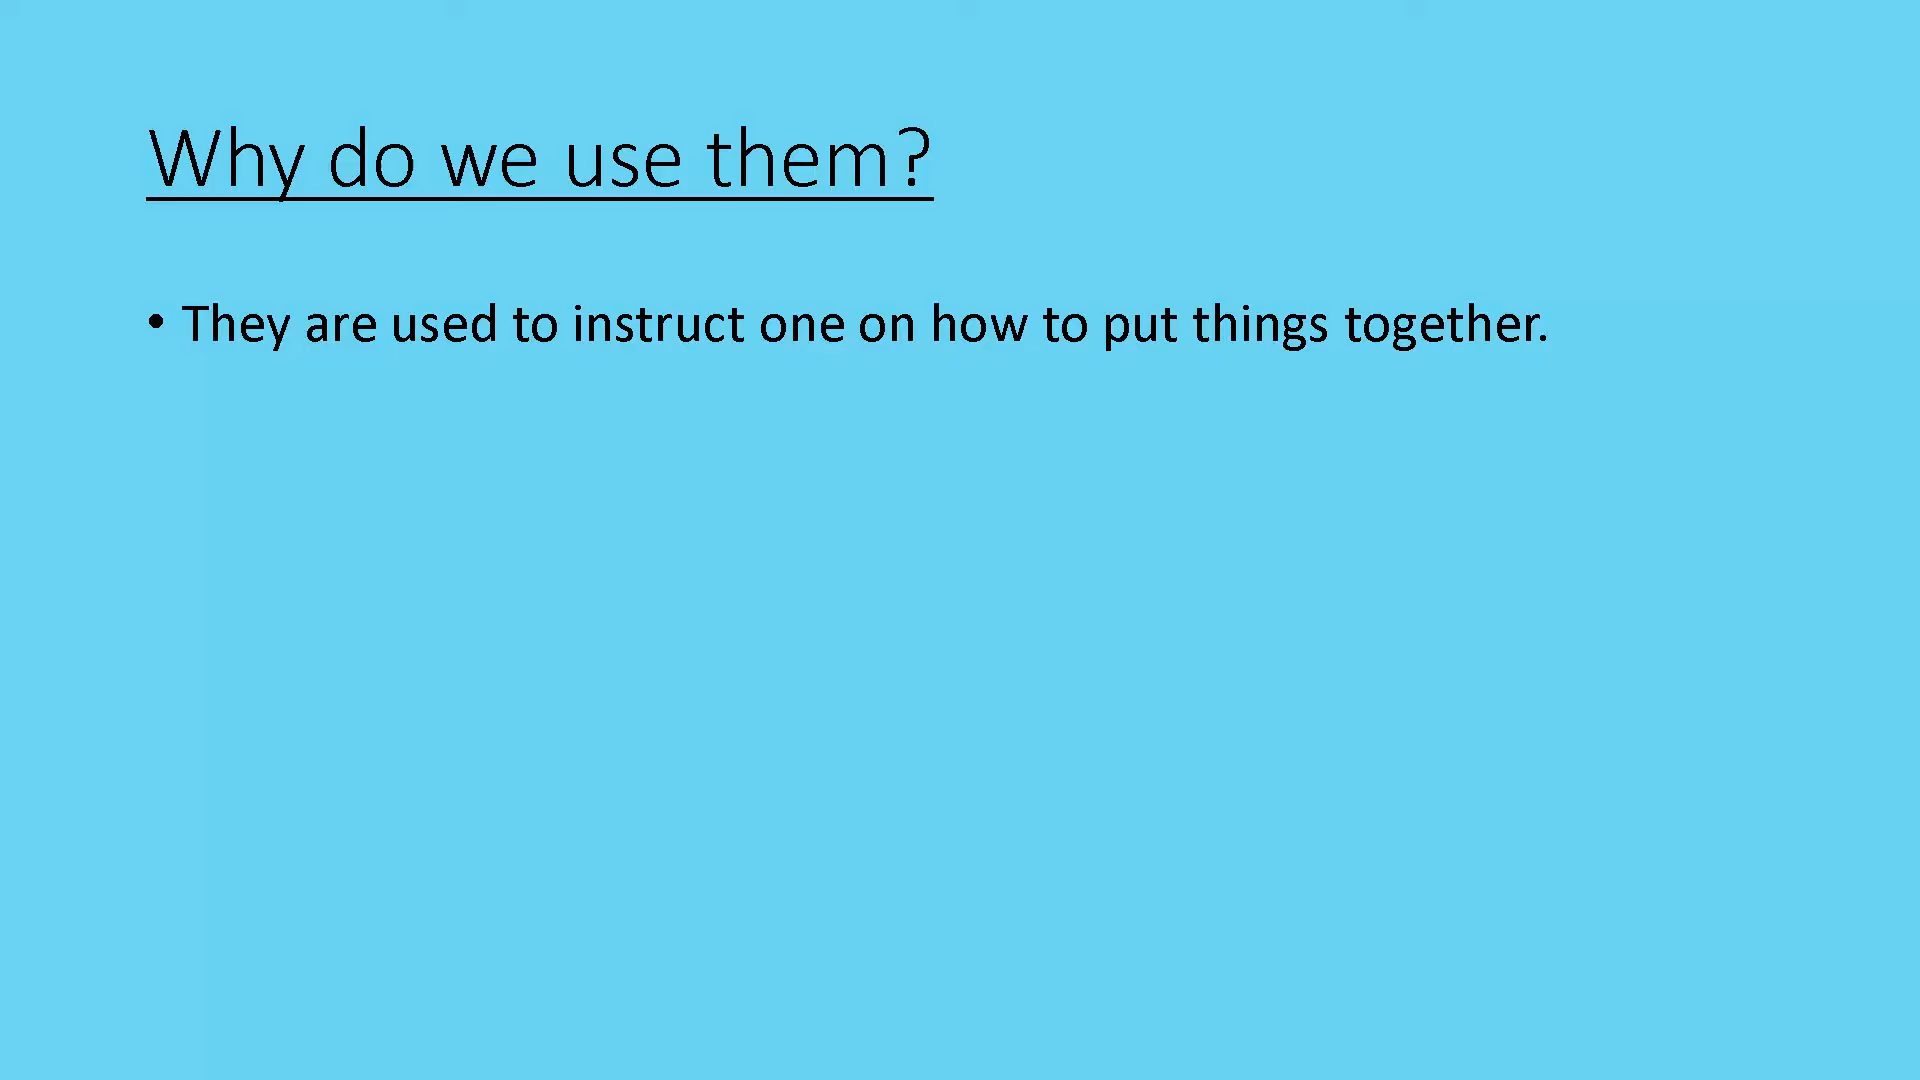 Why do we use them?
• They are used to instruct one on how to put things together.